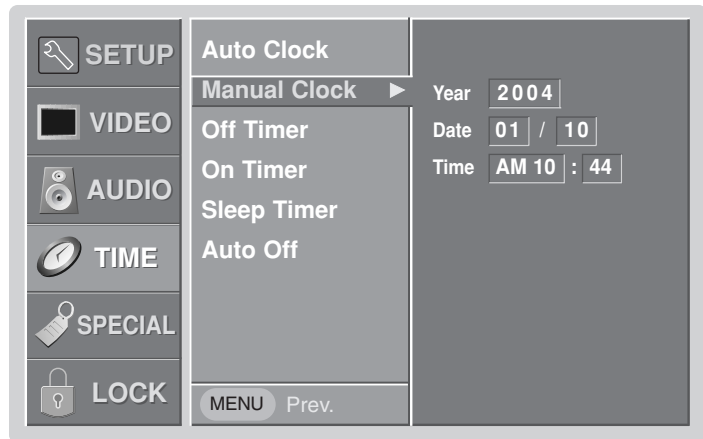 SETUP
VIDEO
AUDIO
TIME
SPECIAL
LOCK
Auto Clock
Manual Clock ►
Off Timer
On Timer
Sleep Timer
Auto Off
MENU Prev.
Year 2004
Date 01 / 10
Time AM 10 : 44